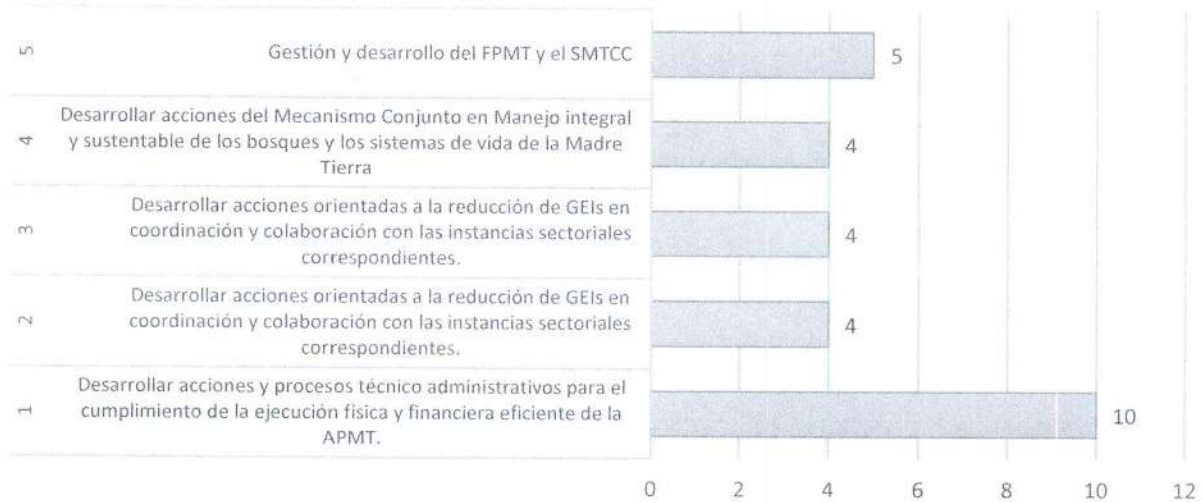 5
Gestión y desarrollo del FPMT y el SMTCC
5
4
Desarrollar acciones del Mecanismo Conjunto en Manejo integral
y sustentable de los bosques y los sistemas de vida de la Madre
Tierra
4
3
Desarrollar acciones orientadas a la reducción de GEIs en
coordinación y colaboración con las instancias sectoriales
correspondientes.
4
2
Desarrollar acciones orientadas a la reducción de GEIs en
coordinación y colaboración con las instancias sectoriales
correspondientes.
4
1
Desarrollar acciones y procesos técnico administrativos para el
cumplimiento de la ejecución física y financiera eficiente de la
APMT.
10
0 2 4 6 8 10 12